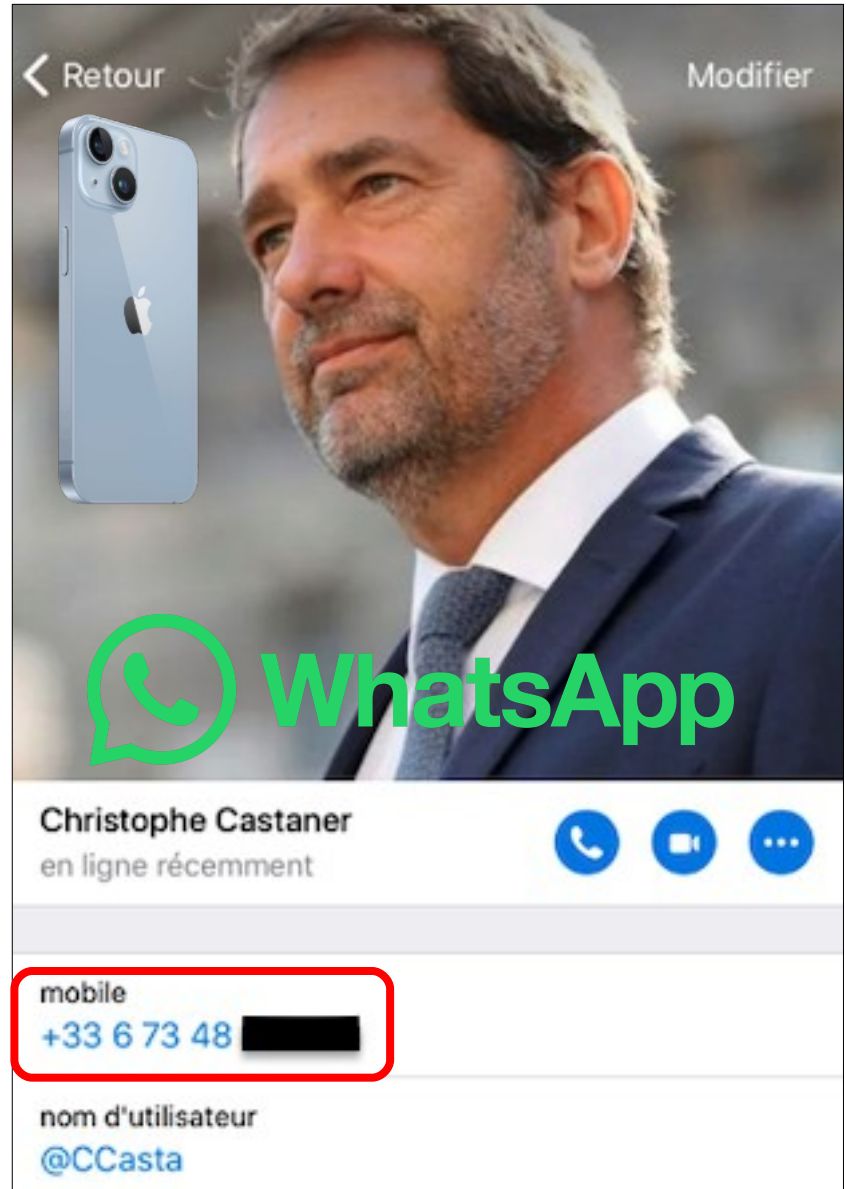 Retour
Modifier
WhatsApp
Christophe Castaner
en ligne récemment
mobile
+33 6 73 48
nom d'utilisateur
@CCasta